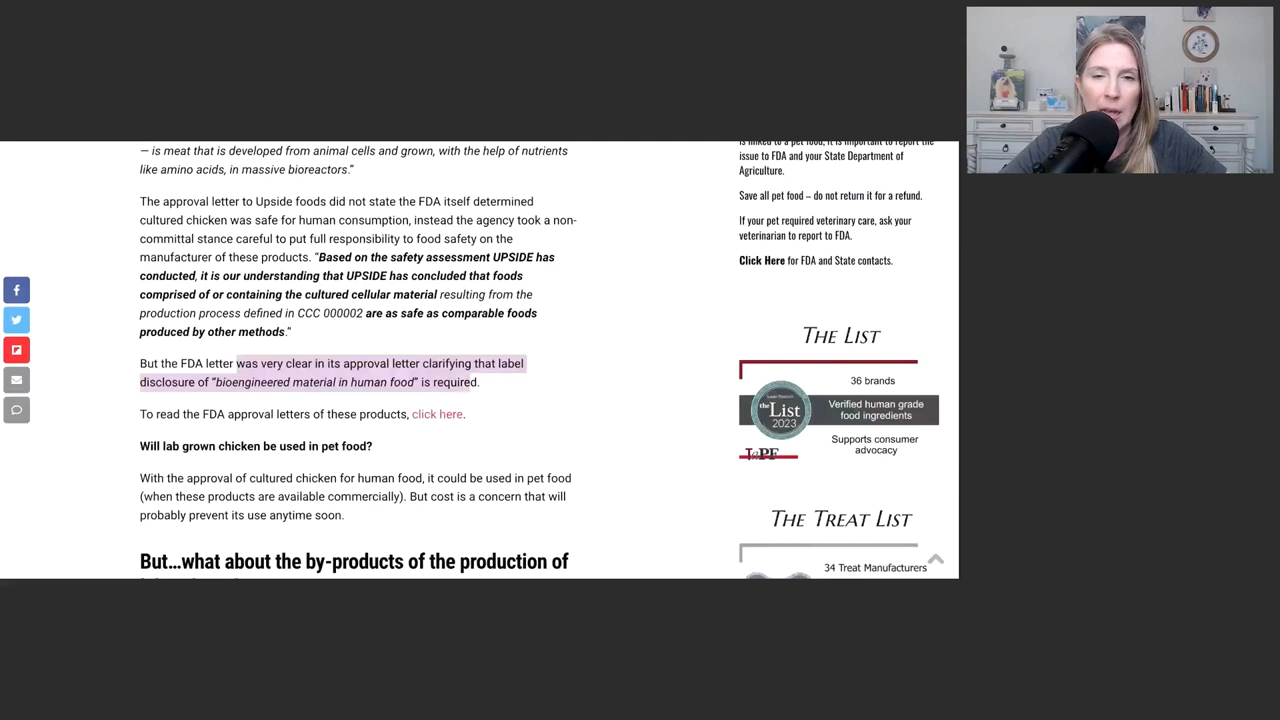 — is meat that is developed from animal cells and grown, with the help of nutrients
like amino acids, in massive bioreactors.”
The approval letter to Upside foods did not state the FDA itself determined
cultured chicken was safe for human consumption, instead the agency took a non-
committal stance careful to put full responsibility to food safety on the
manufacturer of these products. “Based on the safety assessment UPSIDE has
conducted, it is our understanding that UPSIDE has concluded that foods
comprised of or containing the cultured cellular material resulting from the
production process defined in CCC 000002 are as safe as comparable foods
produced by other methods.”
But the FDA letter was very clear in its approval letter clarifying that label
disclosure of “bioengineered material in human food” is required.
To read the FDA approval letters of these products, click here.
Will lab grown chicken be used in pet food?
With the approval of cultured chicken for human food, it could be used in pet food
(when these products are available commercially). But cost is a concern that will
probably prevent its use anytime soon.
But...what about the by-products of the production of
is linked to a pet food, it is important to report the
issue to FDA and your State Department of
Agriculture.
Save all pet food – do not return it for a refund.
If your pet required veterinary care, ask your
veterinarian to report to FDA.
Click Here for FDA and State contacts.
The List
36 brands
the List
2023
Verified human grade
food ingredients
Supports consumer
advocacy
TaPF
The Treat List
34 Treat Manufacturers